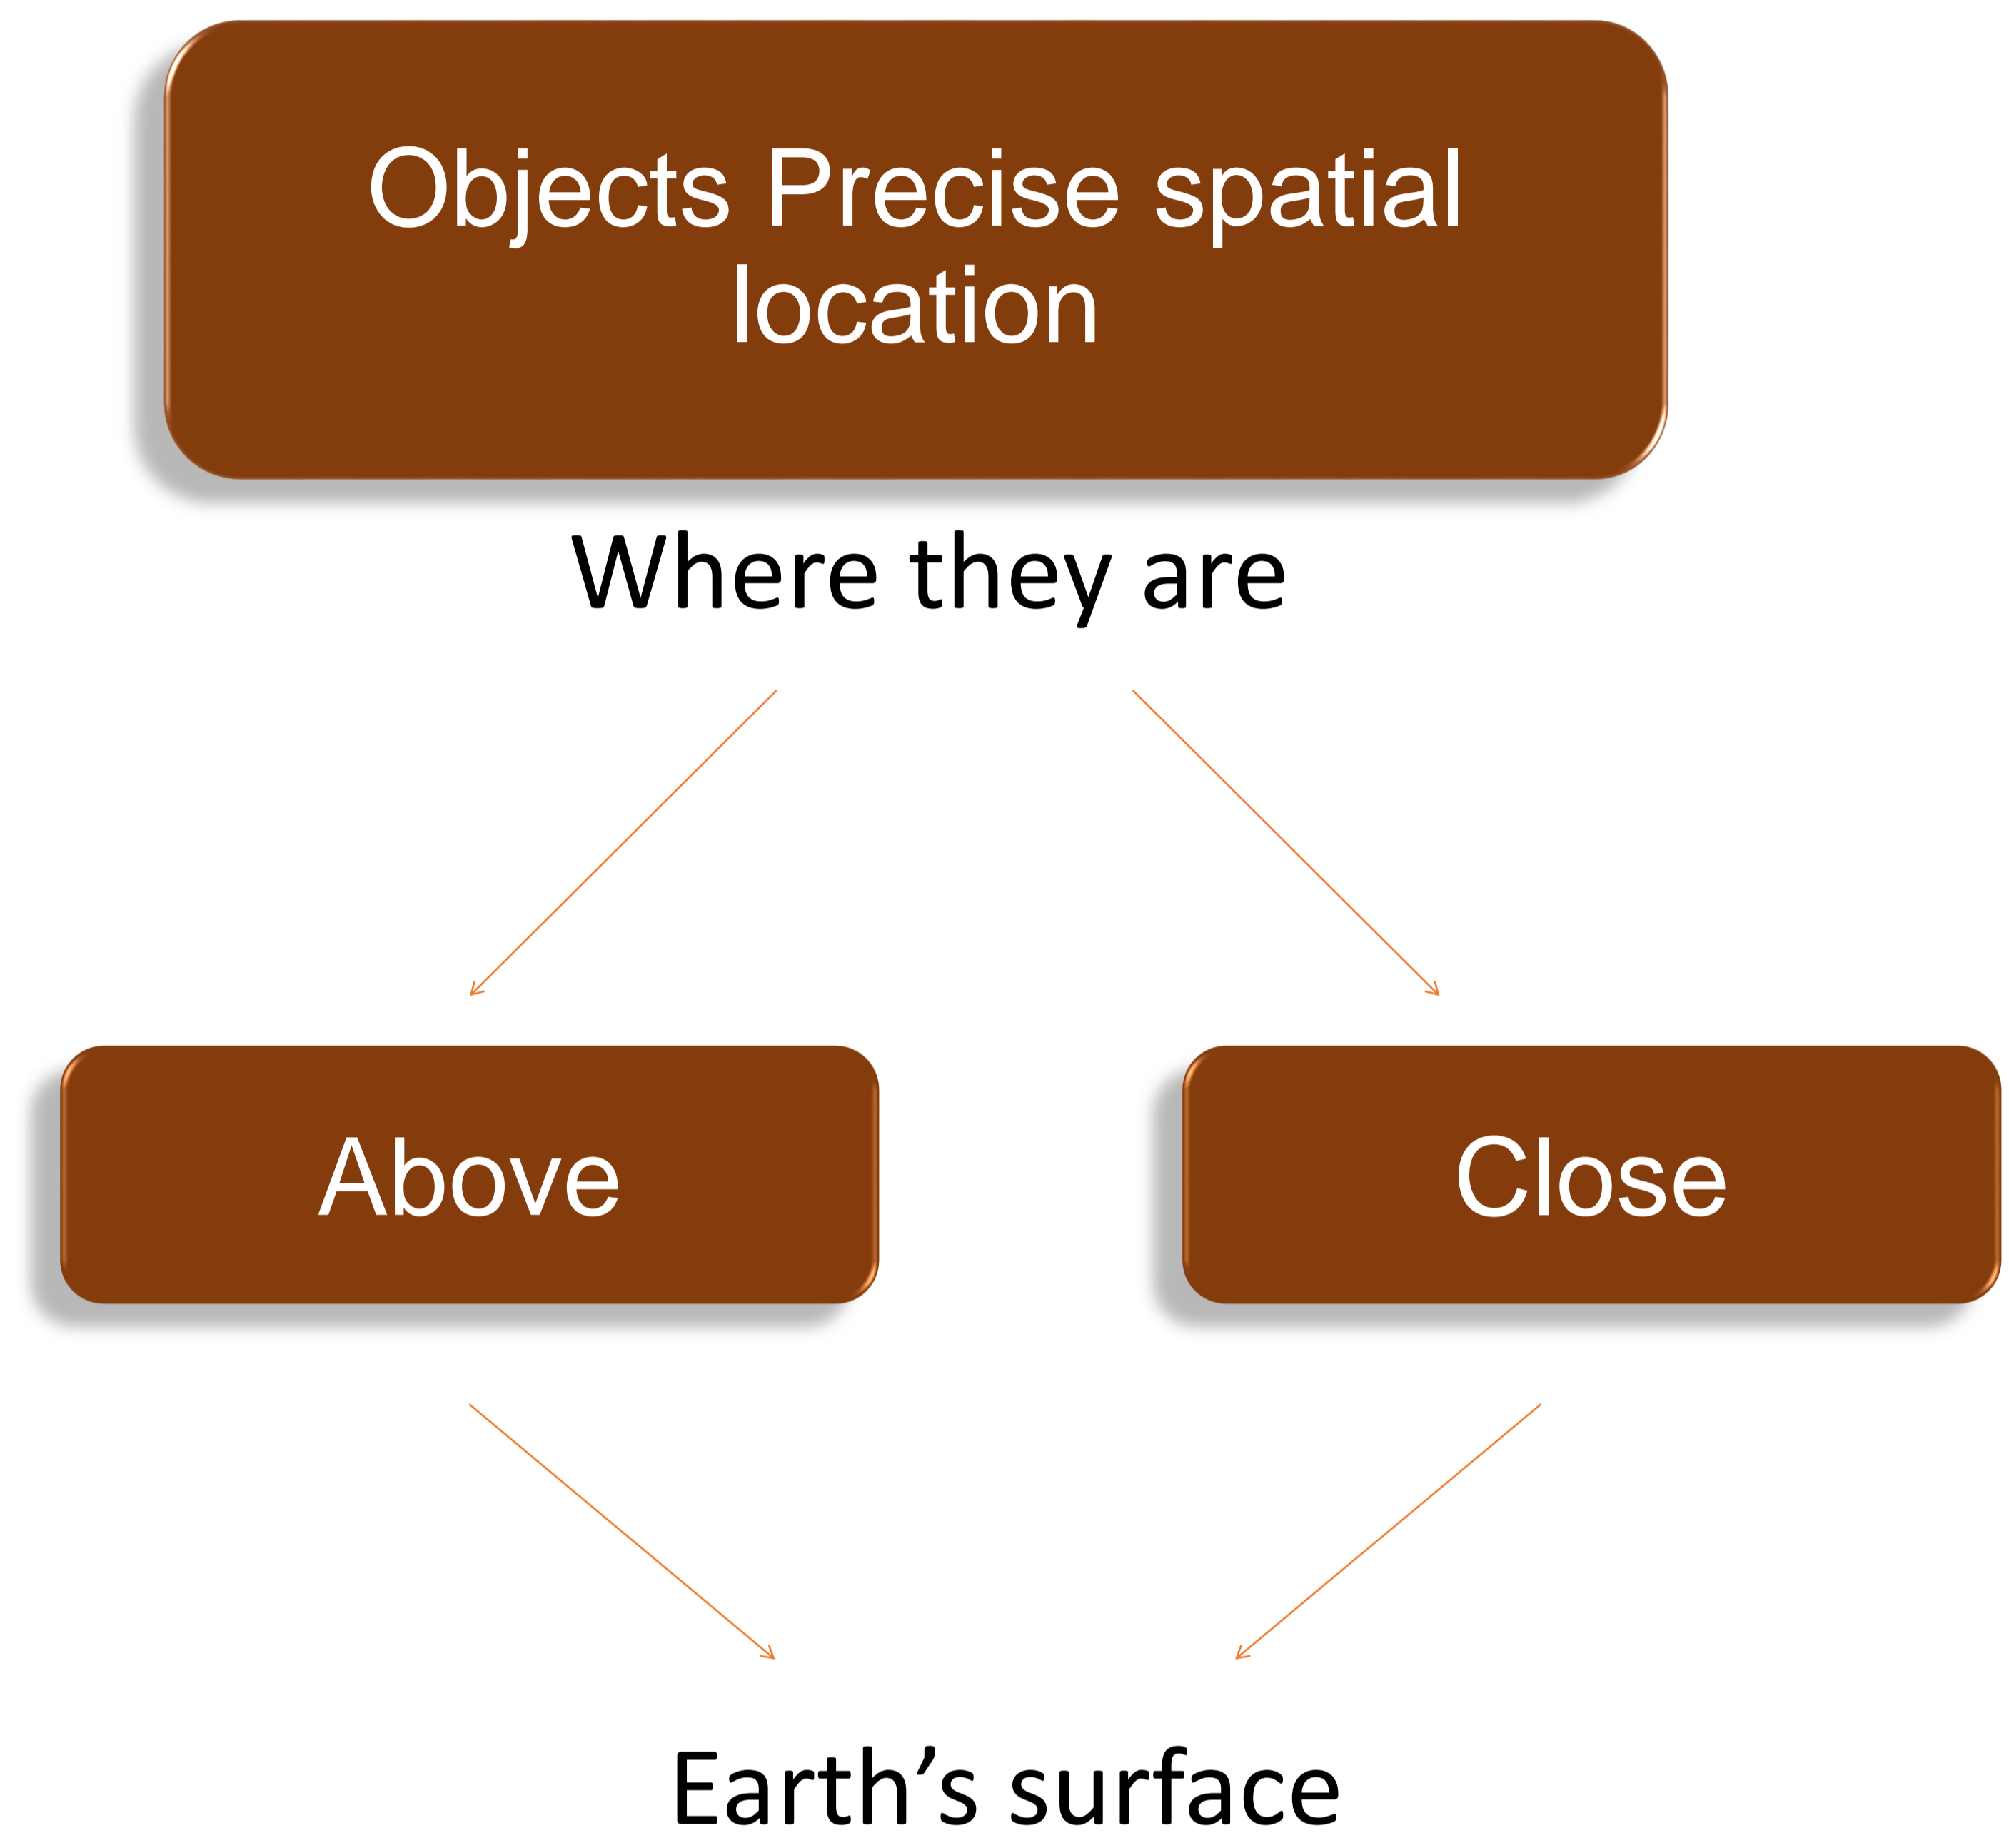 Objects Precise spatial
location
Where they are
Above
Close
Earth’s surface